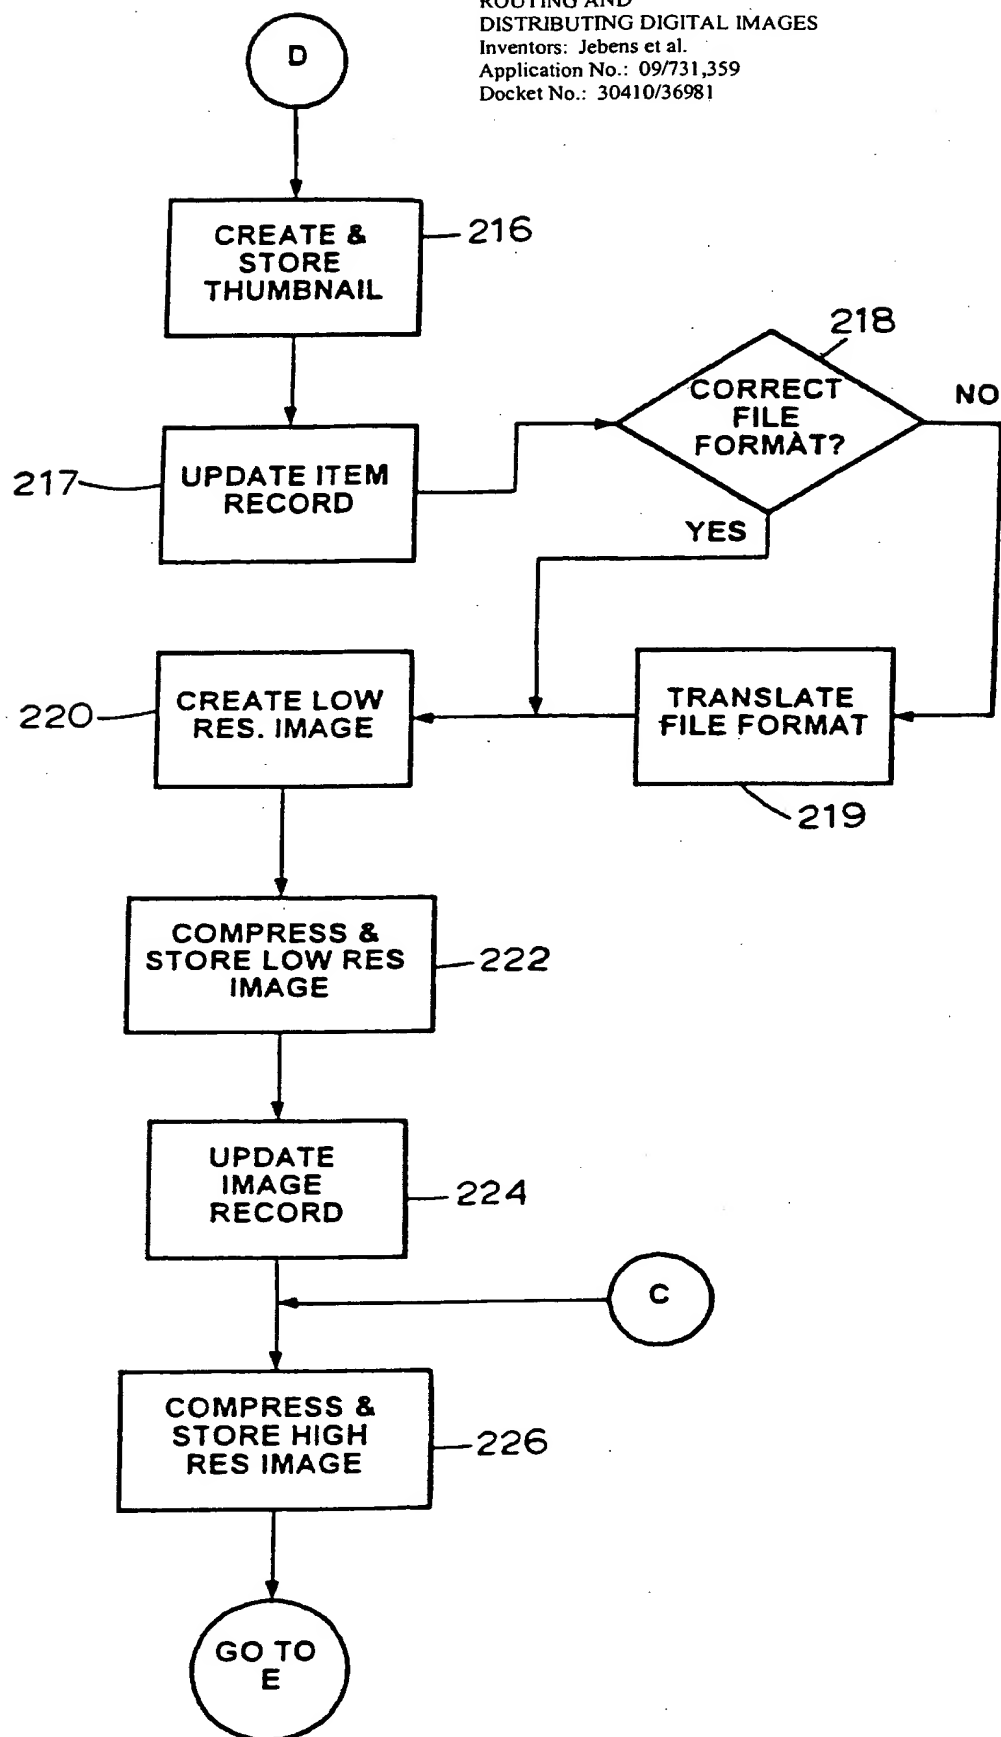 ROUTING AND
DISTRIBUTING DIGITAL IMAGES
Inventors: Jebens et al.
Application No.: 09/731,359
Docket No.: 30410/36981
D
CREATE &
STORE
THUMBNAIL
216
217
UPDATE ITEM
RECORD
218
CORRECT
FILE
FORMAT?
NO
YES
220
CREATE LOW
RES. IMAGE
TRANSLATE
FILE FORMAT
219
COMPRESS &
STORE LOW RES
IMAGE
222
UPDATE
IMAGE
RECORD
224
C
COMPRESS &
STORE HIGH
RES IMAGE
226
GO TO
E